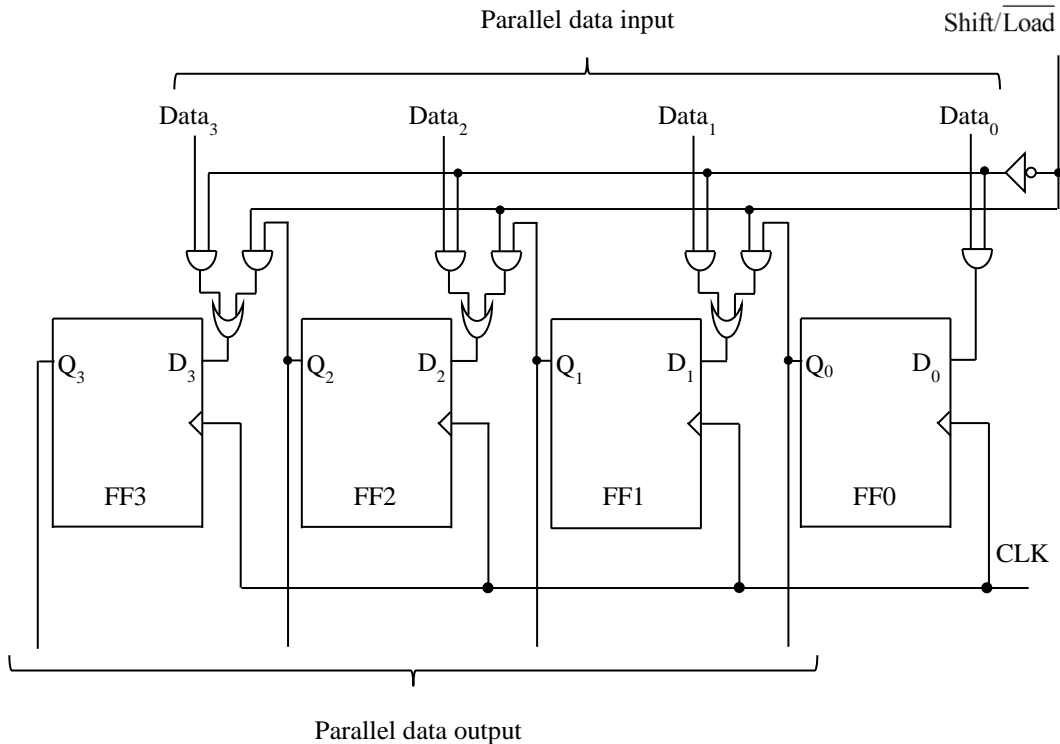 Parallel data input
Shift/Load
Data3 Data2 Data1 Data0
Q3 D3 Q2 D2 Q1 D1 Q0 D0
FF3 FF2 FF1 FF0
CLK
Parallel data output